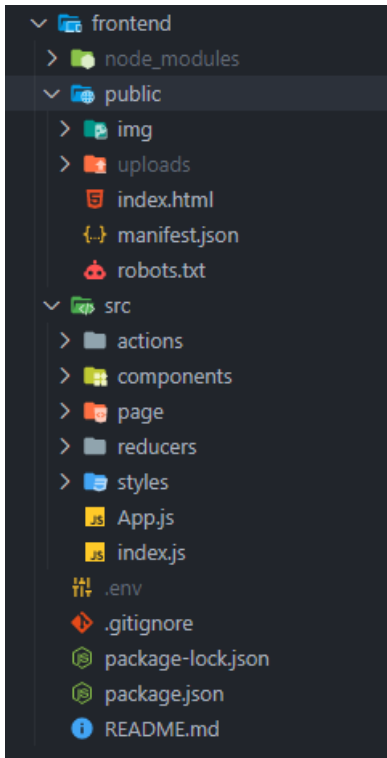 frontend
node_modules
public
img
uploads
index.html
manifest.json
robots.txt
src
actions
components
page
reducers
styles
App.js
index.js
.env
.gitignore
package-lock.json
package.json
README.md